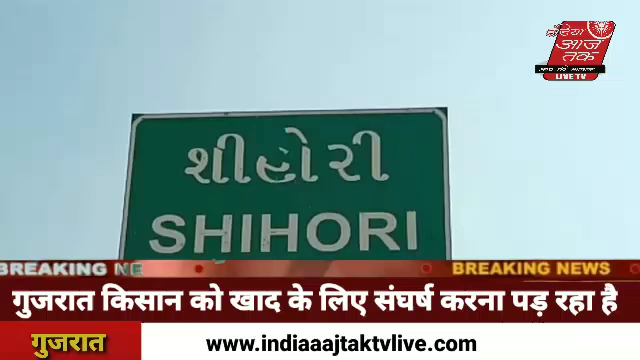 इंडिया
आज
तक
LIVE TV
શીહોરી
SHIHORI
BREAKING NE
BREAKING NEWS
गुजरात किसान को खाद के लिए संघर्ष करना पड़ रहा है
गुजरात
www.indiaaajtaktvlive.com